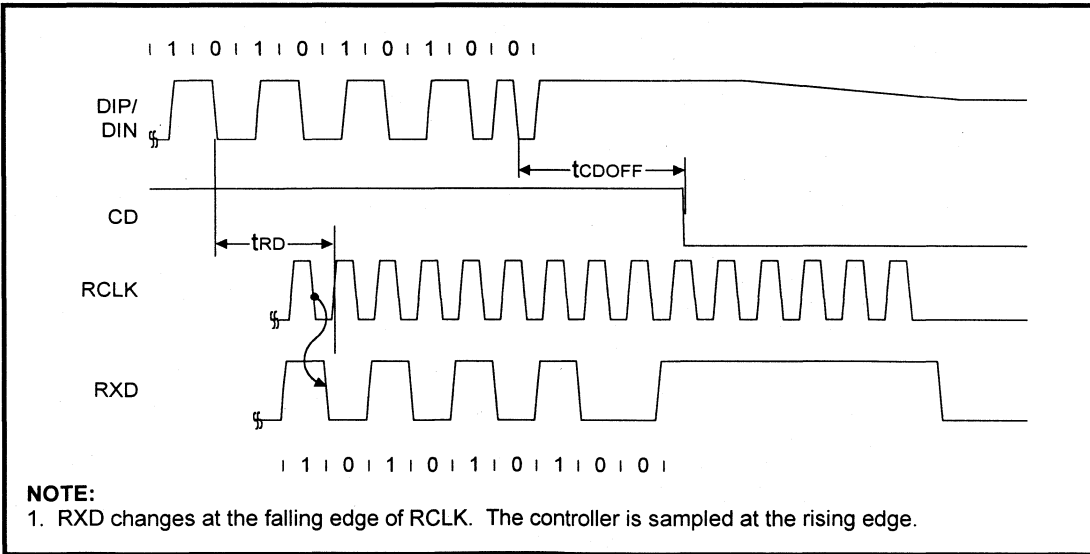 1 0 1 0 1 0 1 0 0
DIP/
DIN
tCDOFF
CD
tRD
RCLK
RXD
1 0 1 0 1 0 1 0 0
NOTE:
1. RXD changes at the falling edge of RCLK. The controller is sampled at the rising edge.